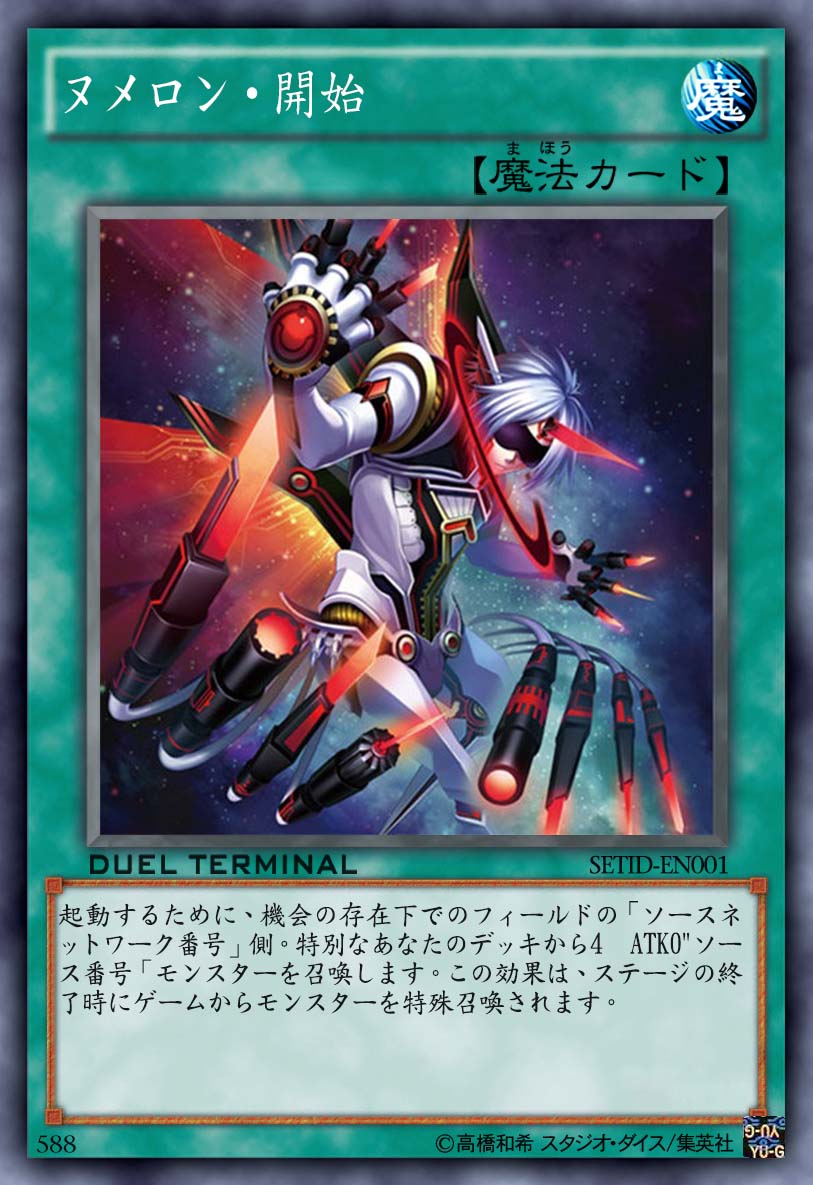 ヌメロン・開始
ま
魔
ま ほう
【魔法カード】
DUEL TERMINAL
SETID-EN001
起動するために、機会の存在下でのフィールドの「ソースネ
ットワーク番号」側。特別なあなたのデッキから4 ATK0"ソー
ス番号「モンスターを召喚します。この効果は、ステージの終
了時にゲームからモンスターを特殊召喚されます。
588
©高橋和希 スタジオ・ダイス/集英社
YU-G
YU-G